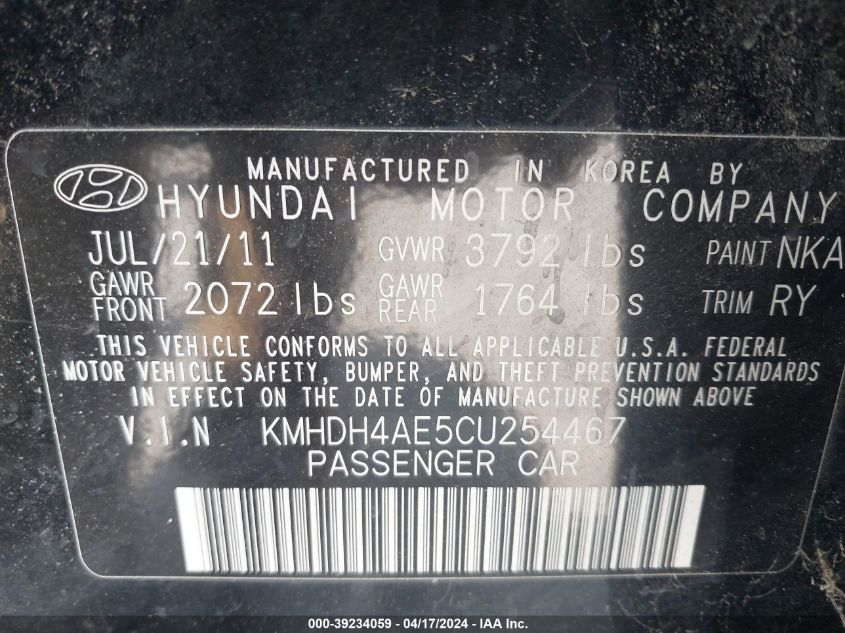 MANUFACTURED IN KOREA BY
HYUNDAI MOTOR COMPANY
JUL/21/11 GVWR 3792 lbs PAINT NKA
GAWR FRONT 2072 lbs GAWR REAR 1764 lbs TRIM RY
THIS VEHICLE CONFORMS TO ALL APPLICABLE U.S.A. FEDERAL
MOTOR VEHICLE SAFETY, BUMPER, AND THEFT PREVENTION STANDARDS
IN EFFECT ON THE DATE OF MANUFACTURE SHOWN ABOVE
V.I.N KMHDH4AE5CU254467
PASSENGER CAR
000-39234059 - 04/17/2024 - IAA Inc.